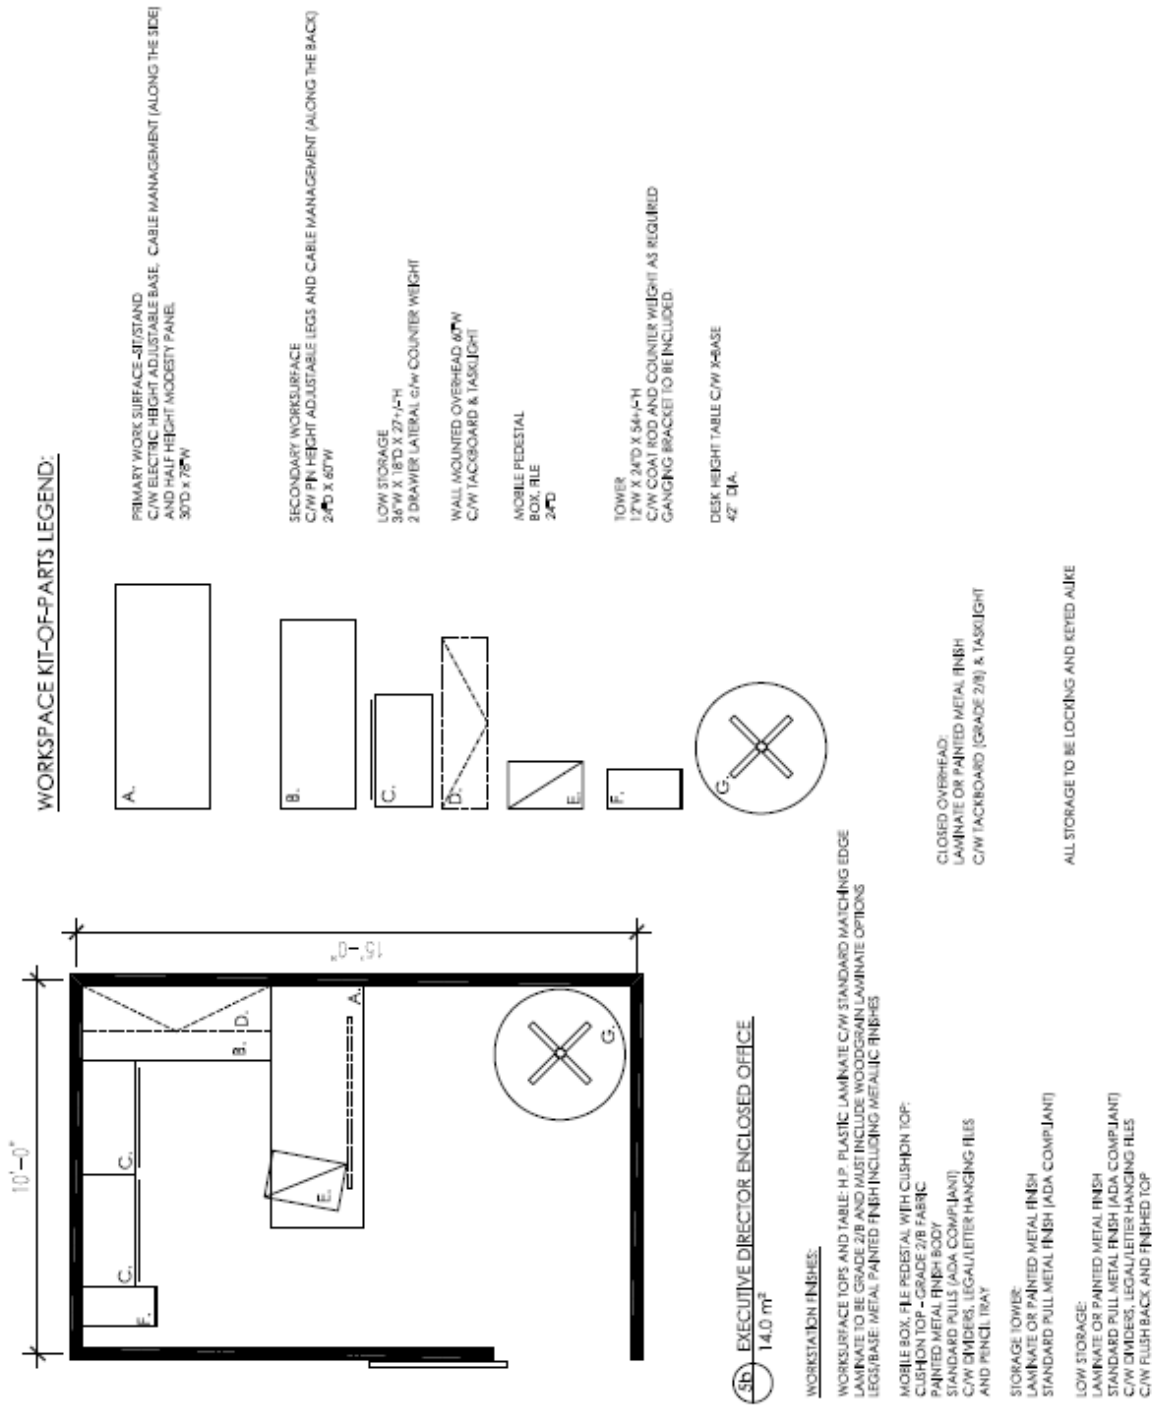 WORKSPACE KIT-OF-PARTS LEGEND:
A.
PRIMARY WORK SURFACE -SIT/STAND
C/W ELECTRIC HEIGHT ADJUSTABLE BASE, CABLE MANAGEMENT (ALONG THE SIDE)
AND HALF HEIGHT MODESTY PANEL
30"D x 78"W
B.
SECONDARY WORKSURFACE
C/W PIN HEIGHT ADJUSTABLE LEGS AND CABLE MANAGEMENT (ALONG THE BACK)
24"D X 60"W
C.
LOW STORAGE
36"W X 18"D X 27+/-"H
2 DRAWER LATERAL c/w COUNTER WEIGHT
D.
WALL MOUNTED OVERHEAD 60"W
C/W TACKBOARD & TASKLIGHT
E.
MOBILE PEDESTAL
BOX, FILE
24"D
F.
TOWER
12"W X 24"D X 54+/-"H
C/W COAT ROD AND COUNTER WEIGHT AS REQUIRED
GANGING BRACKET TO BE INCLUDED.
G.
DESK HEIGHT TABLE C/W X-BASE
42" DIA.
10'-0"
15'-0"
F.
C.
C.
B.
D.
A.
E.
G.
5b EXECUTIVE DIRECTOR ENCLOSED OFFICE
14.0 m²
WORKSTATION FINISHES:
WORKSURFACE TOPS AND TABLE: H.P. PLASTIC LAMINATE C/W STANDARD MATCHING EDGE
LAMINATE TO BE GRADE 2/B AND MUST INCLUDE WOODGRAIN LAMINATE OPTIONS
LEGS/BASE: METAL PAINTED FINISH INCLUDING METALLIC FINISHES
MOBILE BOX, FILE PEDESTAL WITH CUSHION TOP:
CUSHION TOP - GRADE 2/B FABRIC
PAINTED METAL FINISH BODY
STANDARD PULLS (ADA COMPLIANT)
C/W DIVIDERS, LEGAL/LETTER HANGING FILES
AND PENCIL TRAY
STORAGE TOWER:
LAMINATE OR PAINTED METAL FINISH
STANDARD PULL METAL FINISH (ADA COMPLIANT)
LOW STORAGE:
LAMINATE OR PAINTED METAL FINISH
STANDARD PULL METAL FINISH (ADA COMPLIANT)
C/W DIVIDERS, LEGAL/LETTER HANGING FILES
C/W FLUSH BACK AND FINISHED TOP
CLOSED OVERHEAD:
LAMINATE OR PAINTED METAL FINISH
C/W TACKBOARD (GRADE 2/B) & TASKLIGHT
ALL STORAGE TO BE LOCKING AND KEYED ALIKE